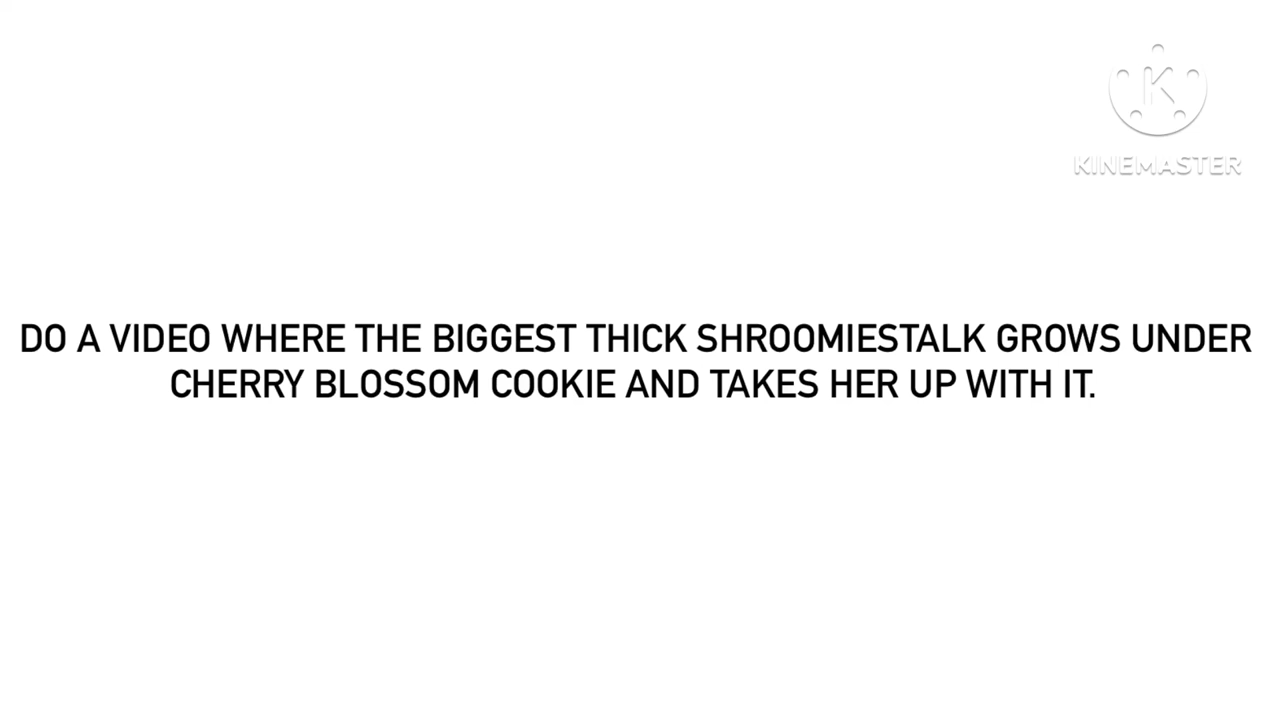 KINEMASTER
DO A VIDEO WHERE THE BIGGEST THICK SHROOMIESTALK GROWS UNDER
CHERRY BLOSSOM COOKIE AND TAKES HER UP WITH IT.